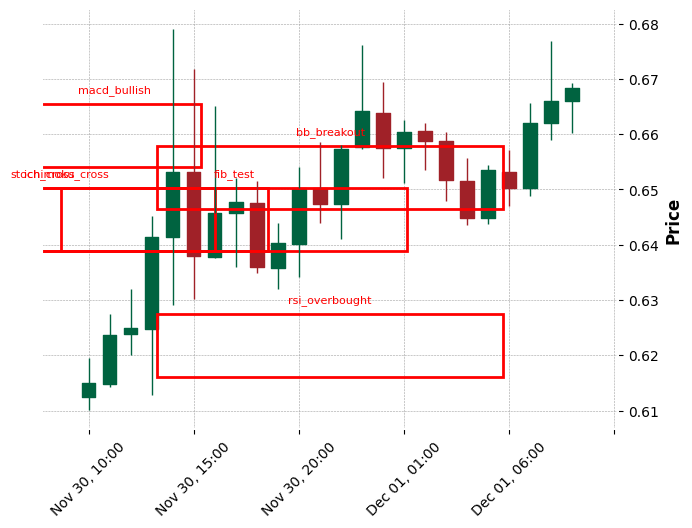 0.68
0.67
0.66
0.65
0.64
0.63
0.62
0.61
Price
macd_bullish
bb_breakout
fib_test
rsi_overbought
Nov 30, 10:00
Nov 30, 15:00
Nov 30, 20:00
Dec 01, 01:00
Dec 01, 06:00